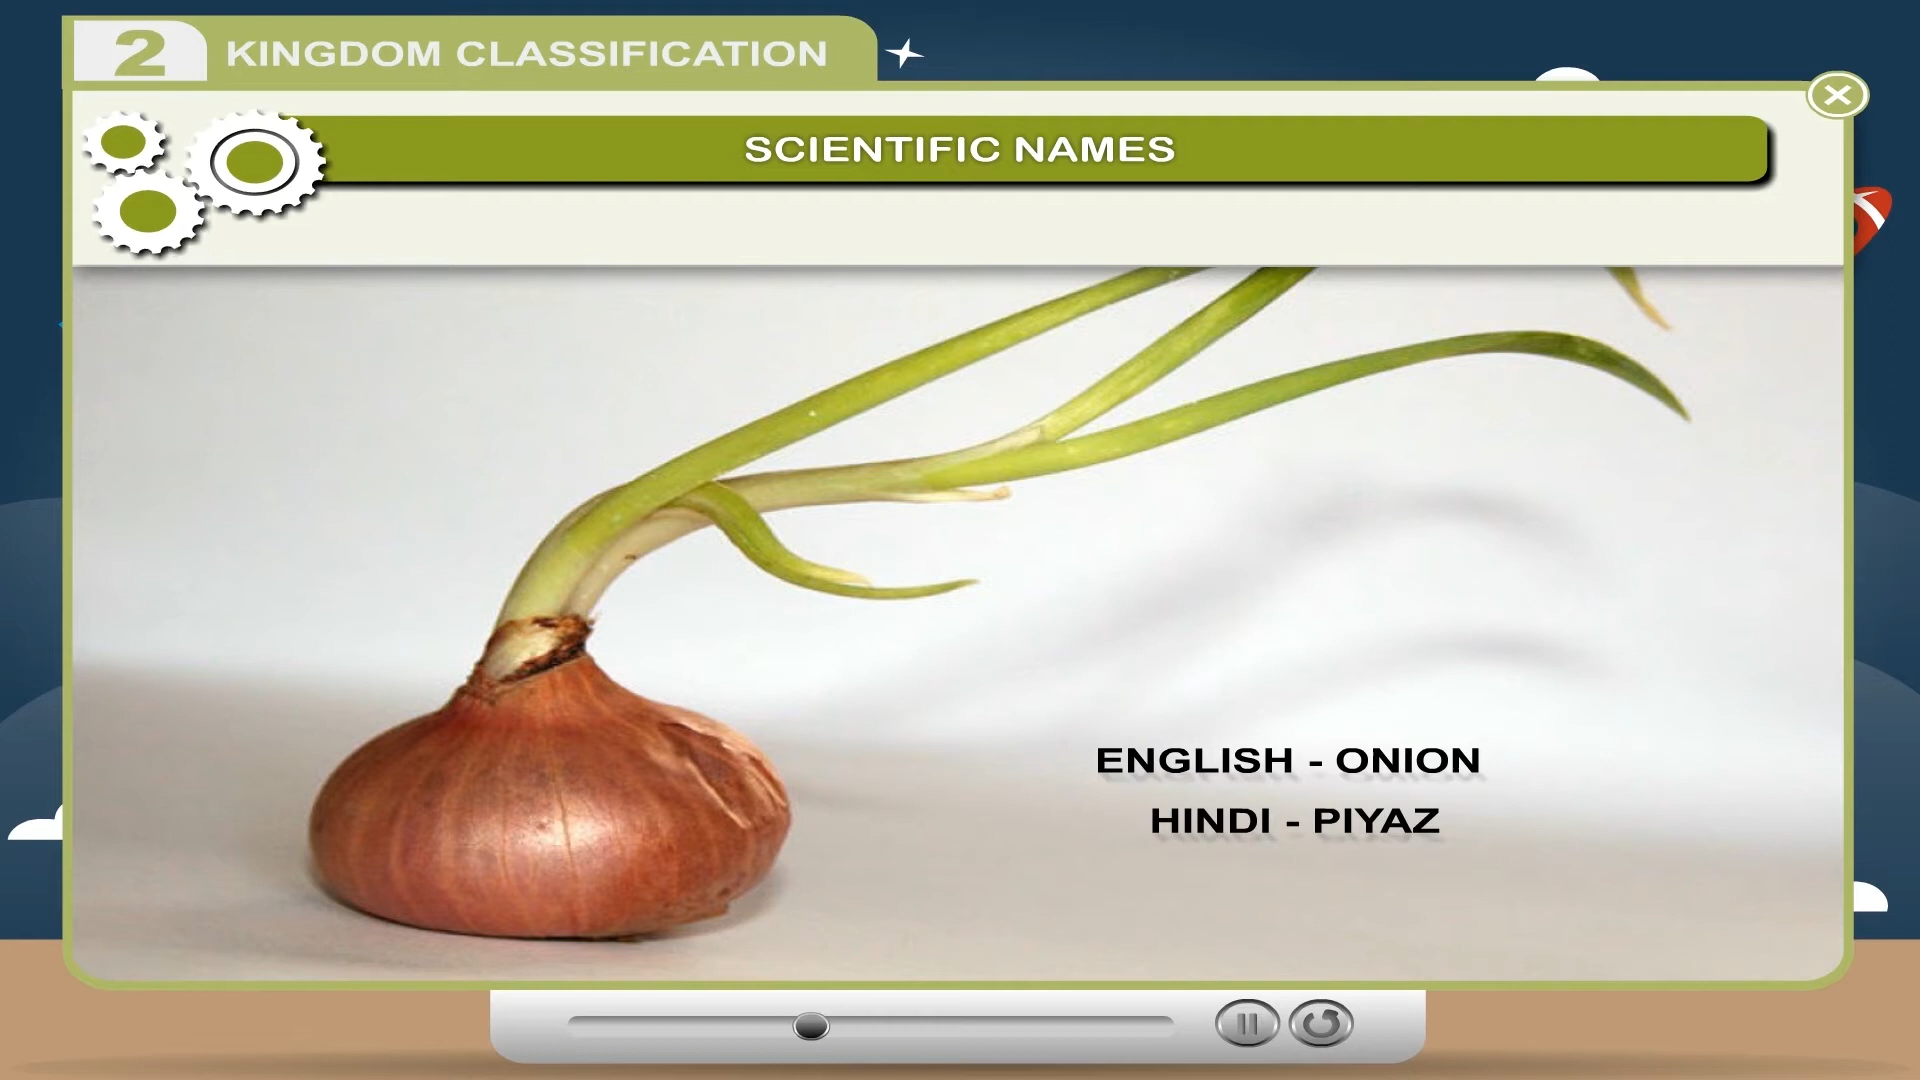 2 KINGDOM CLASSIFICATION
SCIENTIFIC NAMES
ENGLISH - ONION
HINDI - PIYAZ